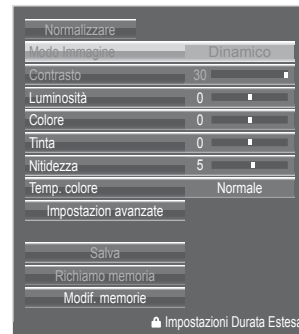 Normalizzare
Modo Immagine Dinamico
Contrasto 30
Luminosità 0
Colore 0
Tinta 0
Nitidezza 5
Temp. colore Normale
Impostazion avanzate
Salva
Richiamo memoria
Modif. memorie
Impostazioni Durata Estesa